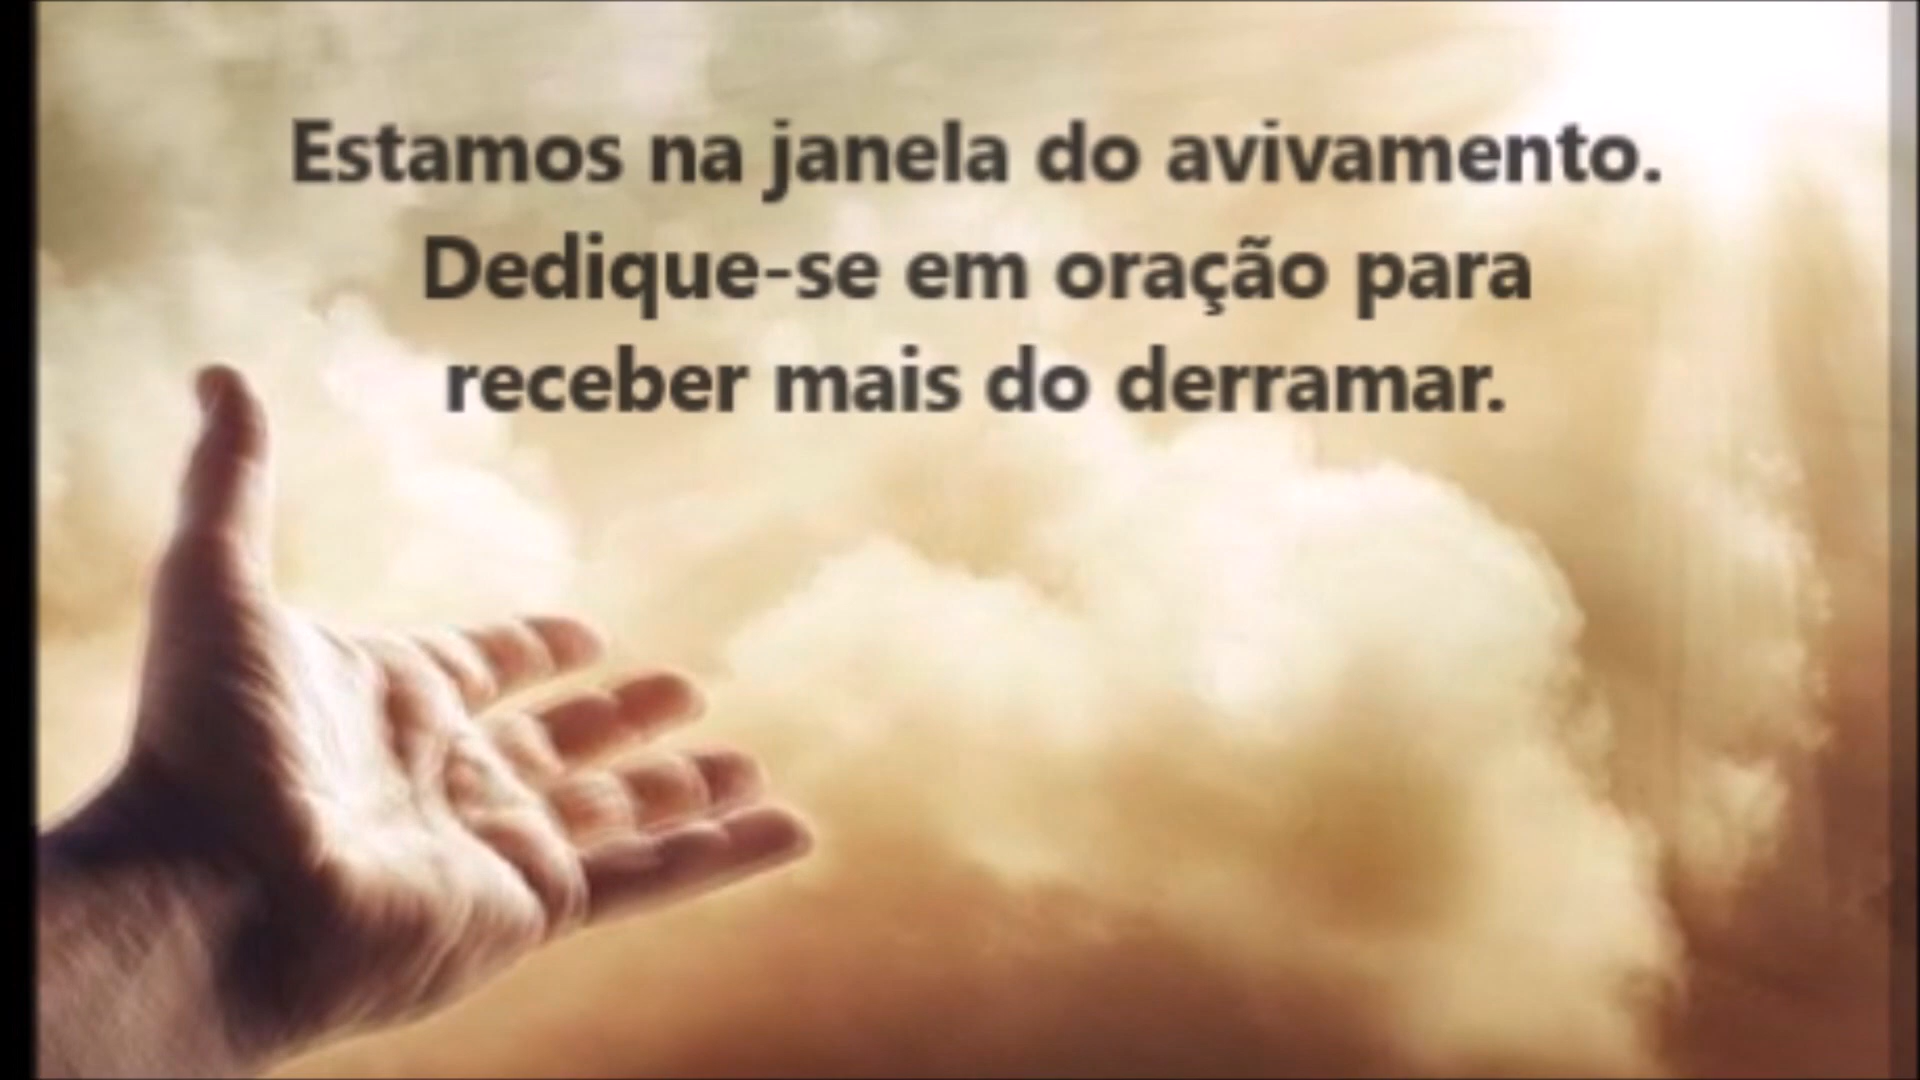 Estamos na janela do avivamento.
Dedique-se em oração para
receber mais do derramar.